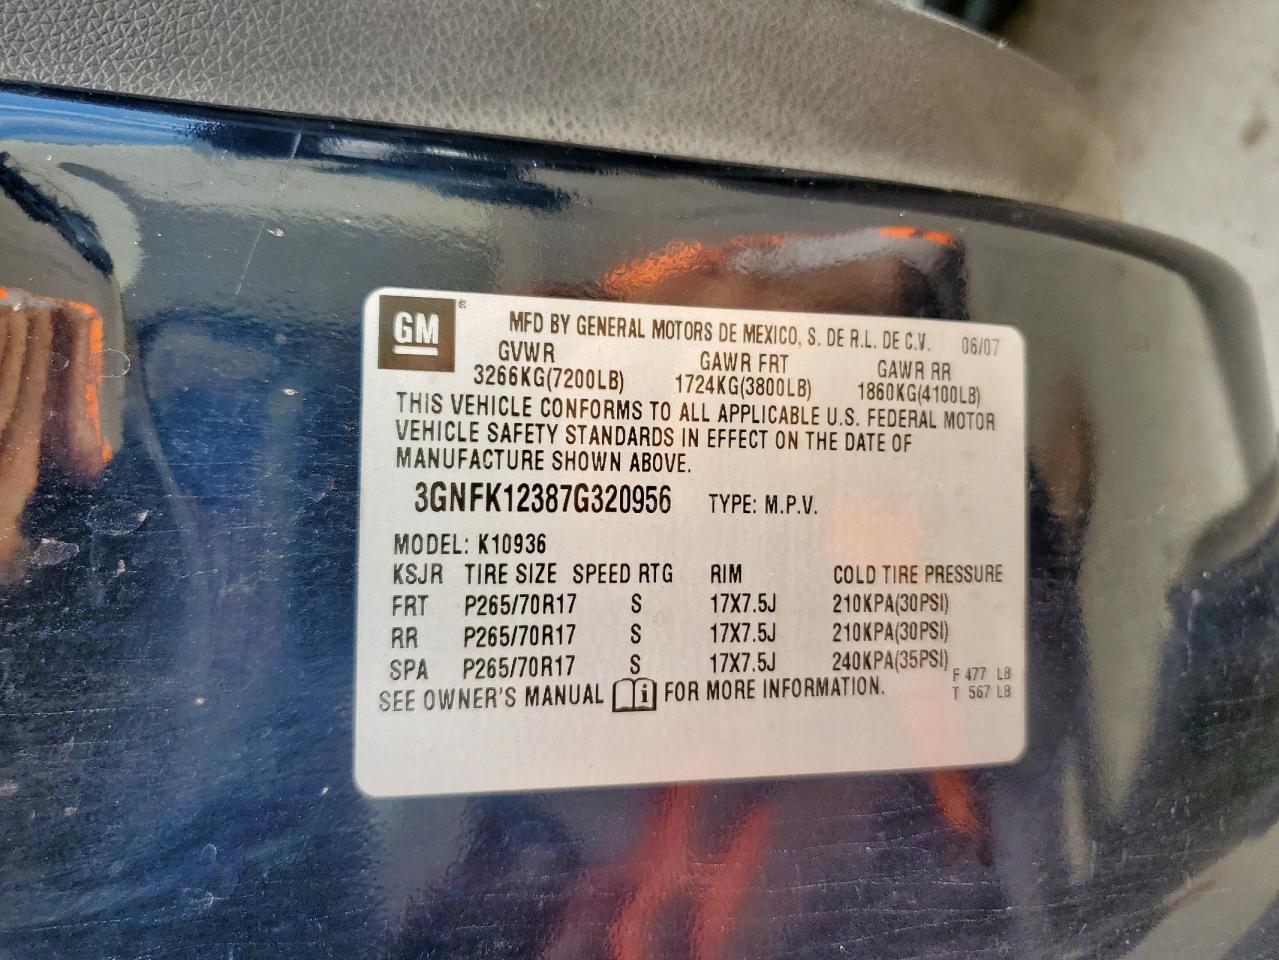 GM ® MFD BY GENERAL MOTORS DE MEXICO, S. DE R.L. DE C.V. 06/07
GVWR GAWR FRT GAWR RR
3266KG(7200LB) 1724KG(3800LB) 1860KG(4100LB)
THIS VEHICLE CONFORMS TO ALL APPLICABLE U.S. FEDERAL MOTOR
VEHICLE SAFETY STANDARDS IN EFFECT ON THE DATE OF
MANUFACTURE SHOWN ABOVE.
3GNFK12387G320956 TYPE: M.P.V.
MODEL: K10936
KSJR TIRE SIZE SPEED RTG RIM COLD TIRE PRESSURE
FRT P265/70R17 S 17X7.5J 210KPA(30PSI)
RR P265/70R17 S 17X7.5J 210KPA(30PSI)
SPA P265/70R17 S 17X7.5J 240KPA(35PSI) F 477 LB
SEE OWNER'S MANUAL i FOR MORE INFORMATION. T 567 LB